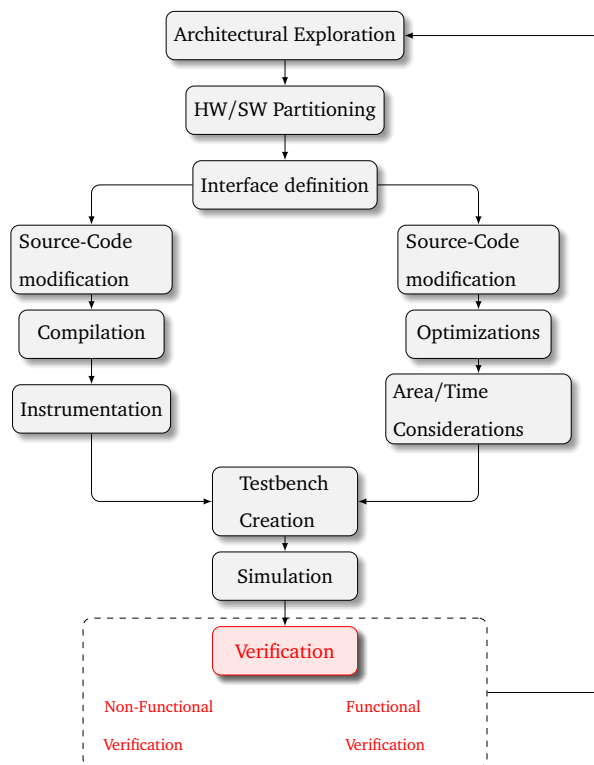 Architectural Exploration
HW/SW Partitioning
Interface definition
Source-Code
modification
Compilation
Instrumentation
Source-Code
modification
Optimizations
Area/Time
Considerations
Testbench
Creation
Simulation
Verification
Non-Functional
Verification
Functional
Verification